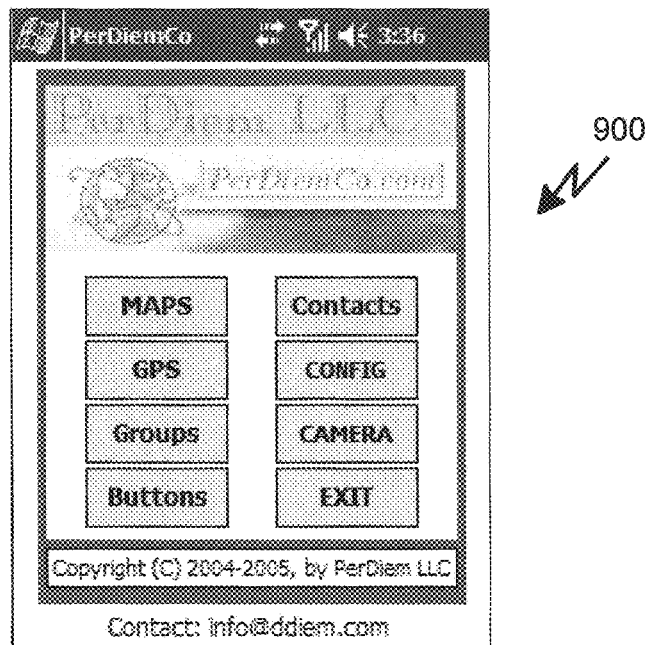 PerDiemCo 3:36
900
PerDiem LLC
PerDiemCo.com
MAPS Contacts
GPS CONFIG
Groups CAMERA
Buttons EXIT
Copyright (C) 2004-2005, by PerDiem LLC
Contact: info@ddiem.com